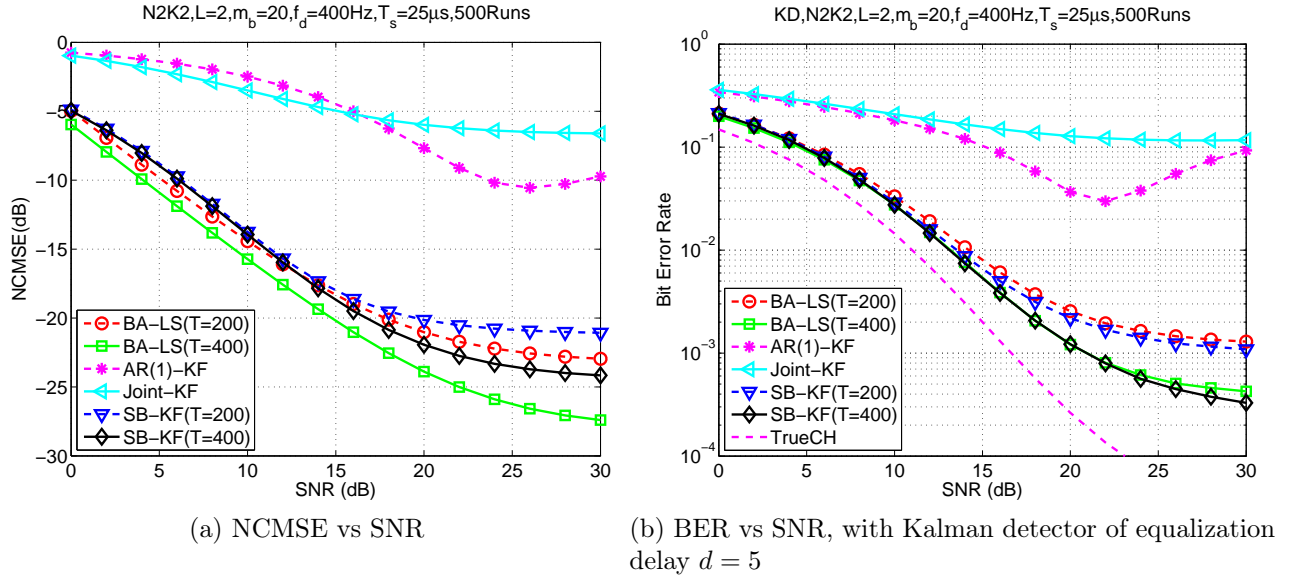 N2K2,L=2,m_b=20,f_d=400Hz,T_s=25μs,500Runs
0
−5
−10
−15
−20
−25
−30
NCMSE (dB)
BA−LS(T=200)
BA−LS(T=400)
AR(1)−KF
Joint−KF
SB−KF(T=200)
SB−KF(T=400)
0 5 10 15 20 25 30
SNR (dB)
(a) NCMSE vs SNR
KD,N2K2,L=2,m_b=20,f_d=400Hz,T_s=25μs,500Runs
10^0
10^−1
10^−2
10^−3
10^−4
Bit Error Rate
BA−LS(T=200)
BA−LS(T=400)
AR(1)−KF
Joint−KF
SB−KF(T=200)
SB−KF(T=400)
TrueCH
0 5 10 15 20 25 30
SNR (dB)
(b) BER vs SNR, with Kalman detector of equalization
delay d = 5